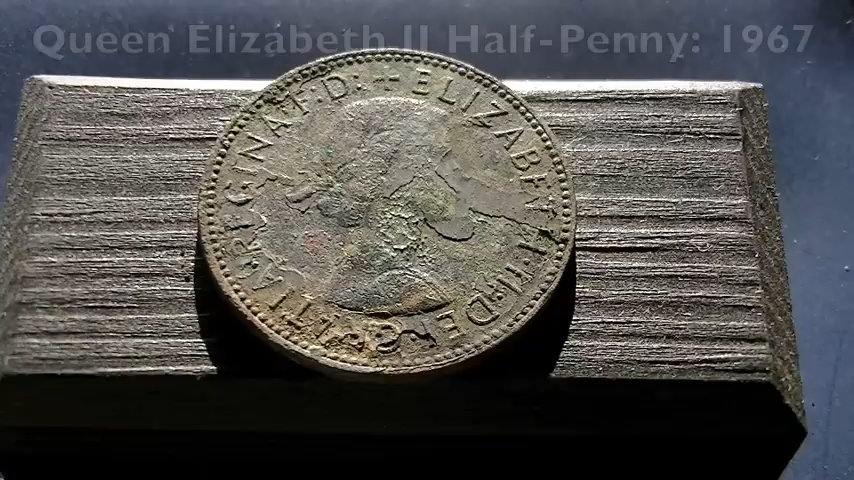 Queen Elizabeth II Half-Penny: 1967
+ ELIZABETH·II·DEI GRATIA·REGINA·F:D: